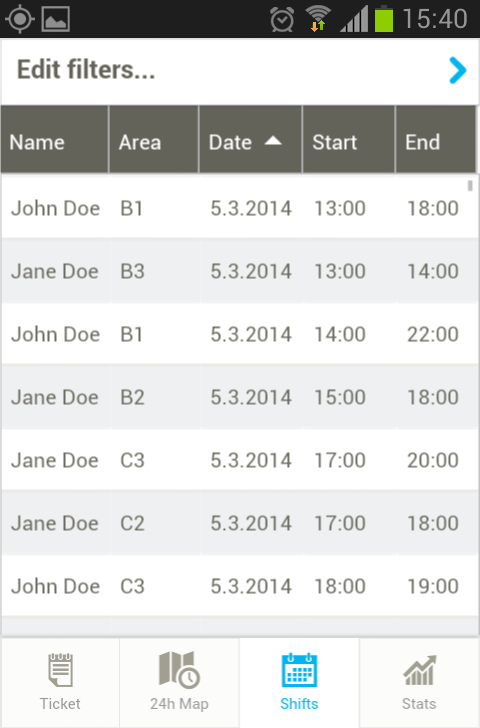 15:40
Edit filters...
Name Area Date Start End
John Doe B1 5.3.2014 13:00 18:00
Jane Doe B3 5.3.2014 13:00 14:00
John Doe B1 5.3.2014 14:00 22:00
Jane Doe B2 5.3.2014 15:00 18:00
Jane Doe C3 5.3.2014 17:00 20:00
Jane Doe C2 5.3.2014 17:00 18:00
John Doe C3 5.3.2014 18:00 19:00
Ticket 24h Map Shifts Stats